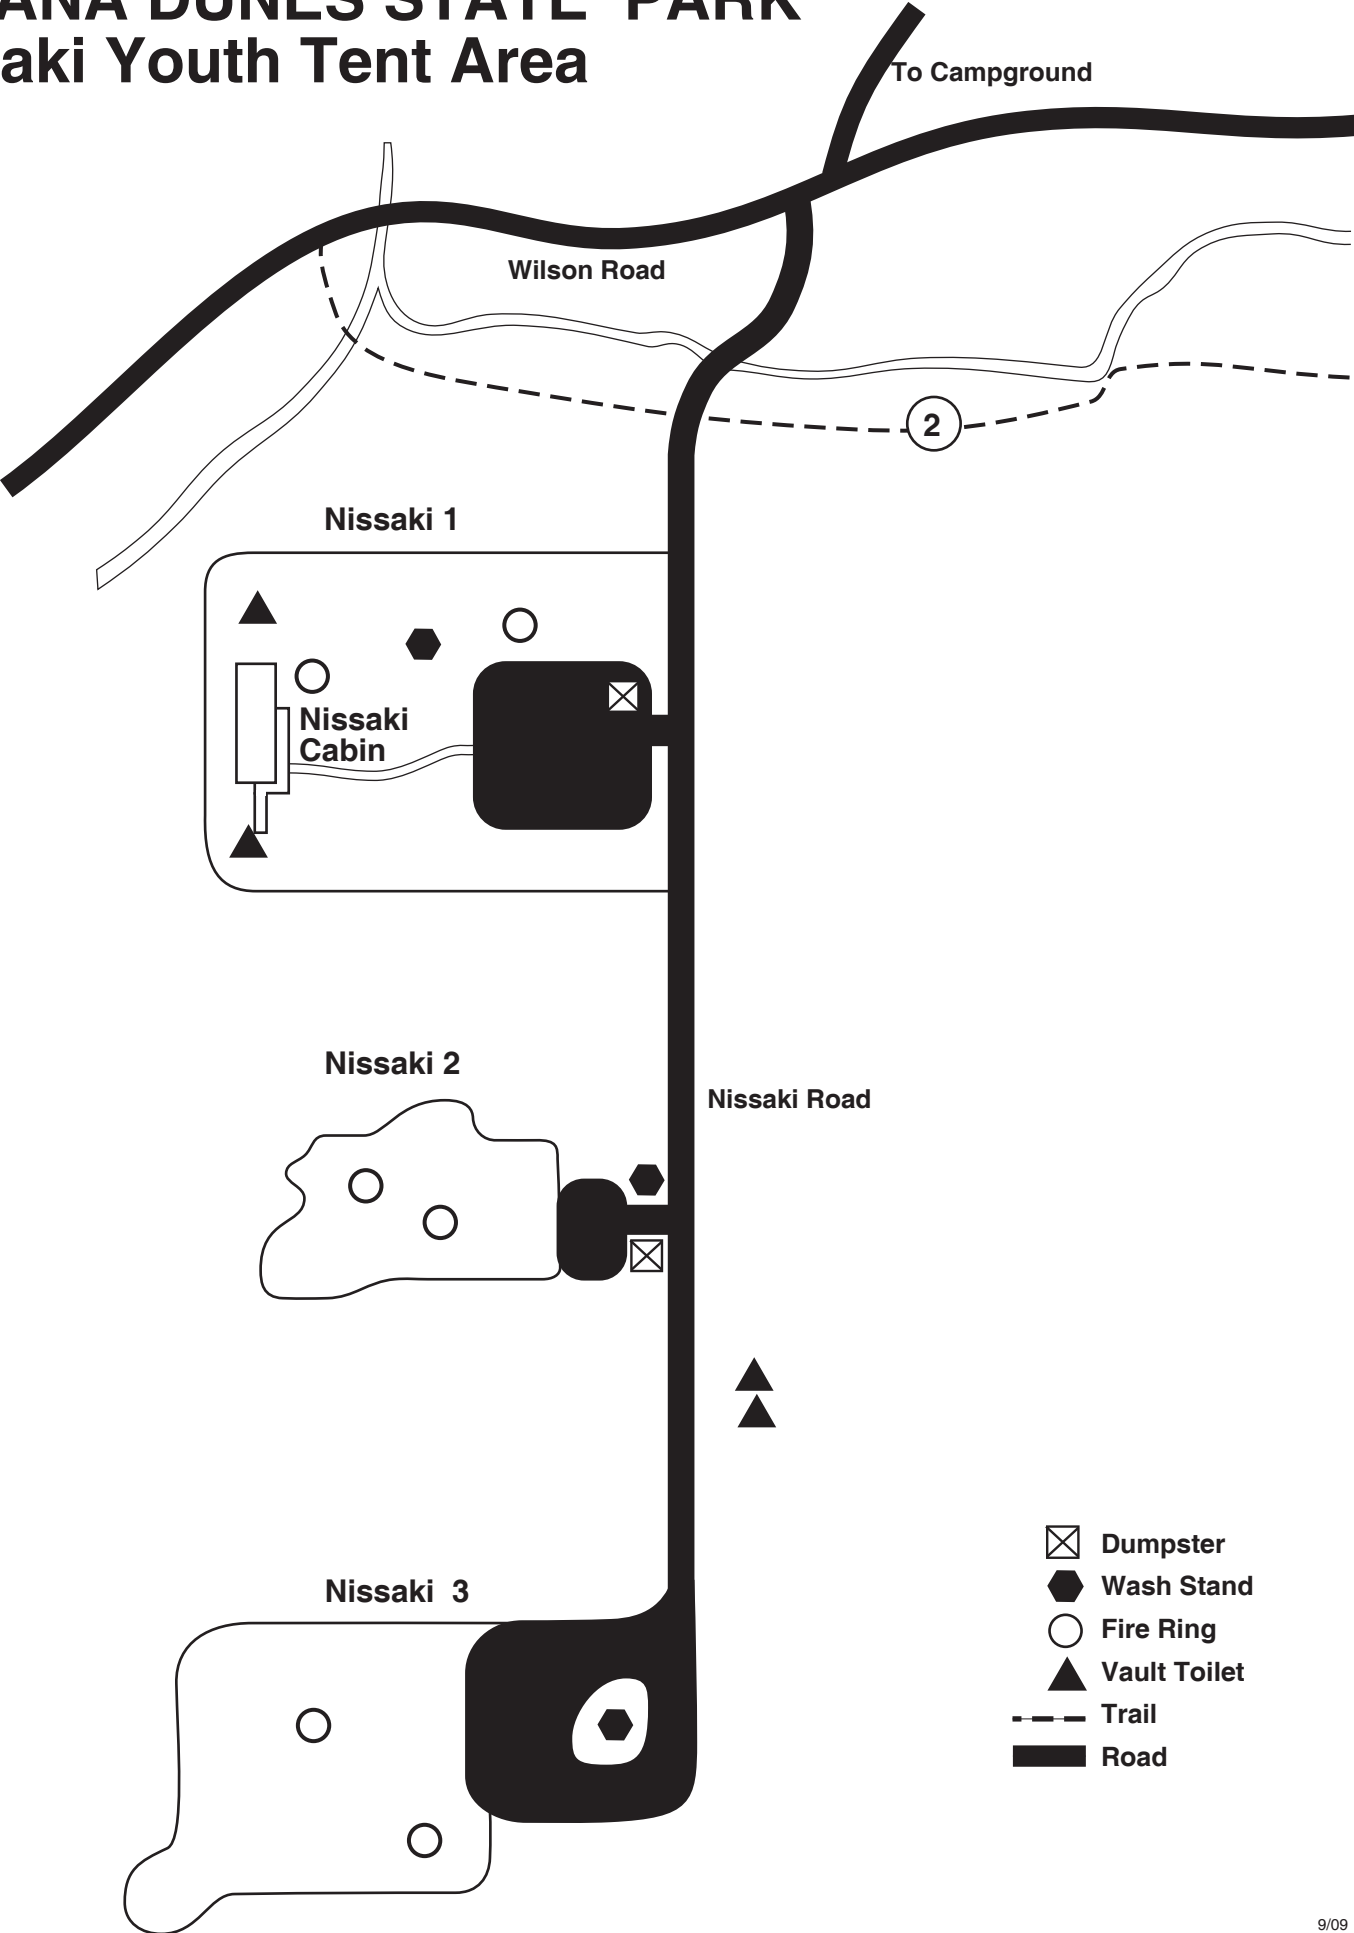 ANA DUNES STATE PARK
aki Youth Tent Area
To Campground
Wilson Road
2
Nissaki 1
Nissaki
Cabin
Nissaki 2
Nissaki Road
Nissaki 3
Dumpster
Wash Stand
Fire Ring
Vault Toilet
Trail
Road
9/09